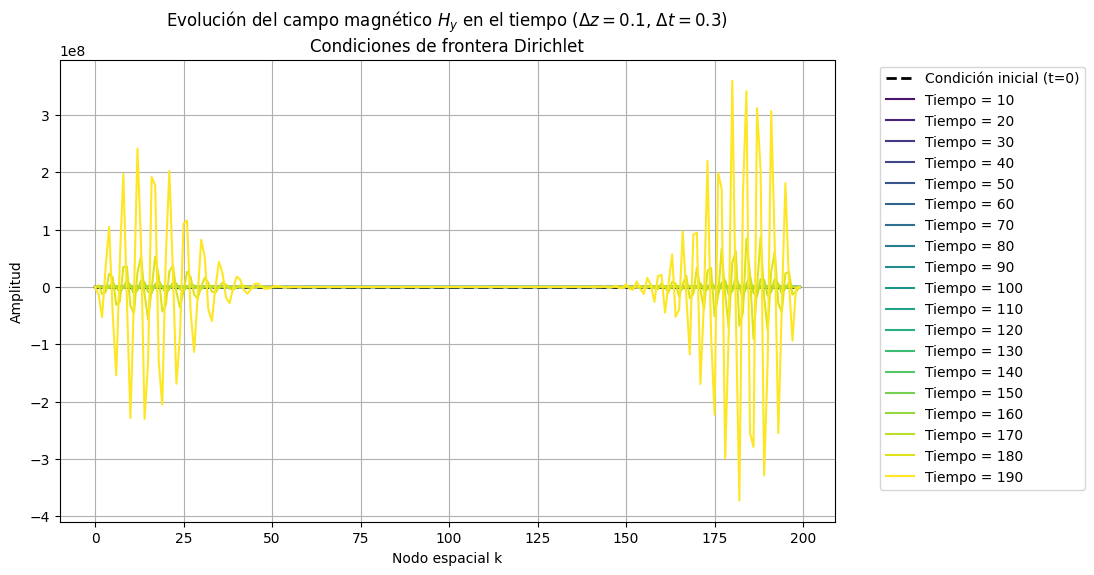 Evolución del campo magnético $H_y$ en el tiempo ($\Delta z = 0.1$, $\Delta t = 0.3$)
Condiciones de frontera Dirichlet
1e8
3
2
1
0
−1
−2
−3
−4
Amplitud
0 25 50 75 100 125 150 175 200
Nodo espacial k
Condición inicial (t=0)
Tiempo = 10
Tiempo = 20
Tiempo = 30
Tiempo = 40
Tiempo = 50
Tiempo = 60
Tiempo = 70
Tiempo = 80
Tiempo = 90
Tiempo = 100
Tiempo = 110
Tiempo = 120
Tiempo = 130
Tiempo = 140
Tiempo = 150
Tiempo = 160
Tiempo = 170
Tiempo = 180
Tiempo = 190